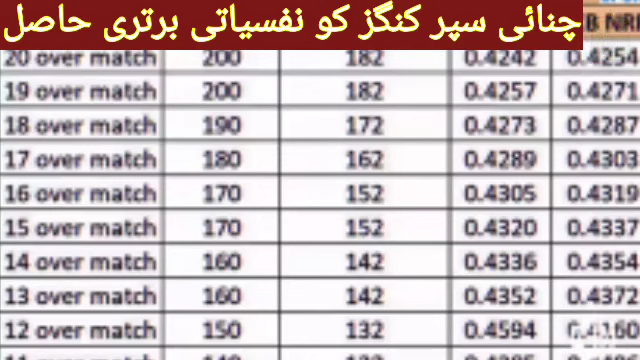 چنائی سپر کنگز کو نفسیاتی برتری حاصل
B NRR
20 over match 200 182 0.4242 0.4254
19 over match 200 182 0.4257 0.4271
18 over match 190 172 0.4273 0.4287
17 over match 180 162 0.4289 0.4303
16 over match 170 152 0.4305 0.4319
15 over match 170 152 0.4320 0.4337
14 over match 160 142 0.4336 0.4354
13 over match 160 142 0.4352 0.4372
12 over match 150 132 0.4594